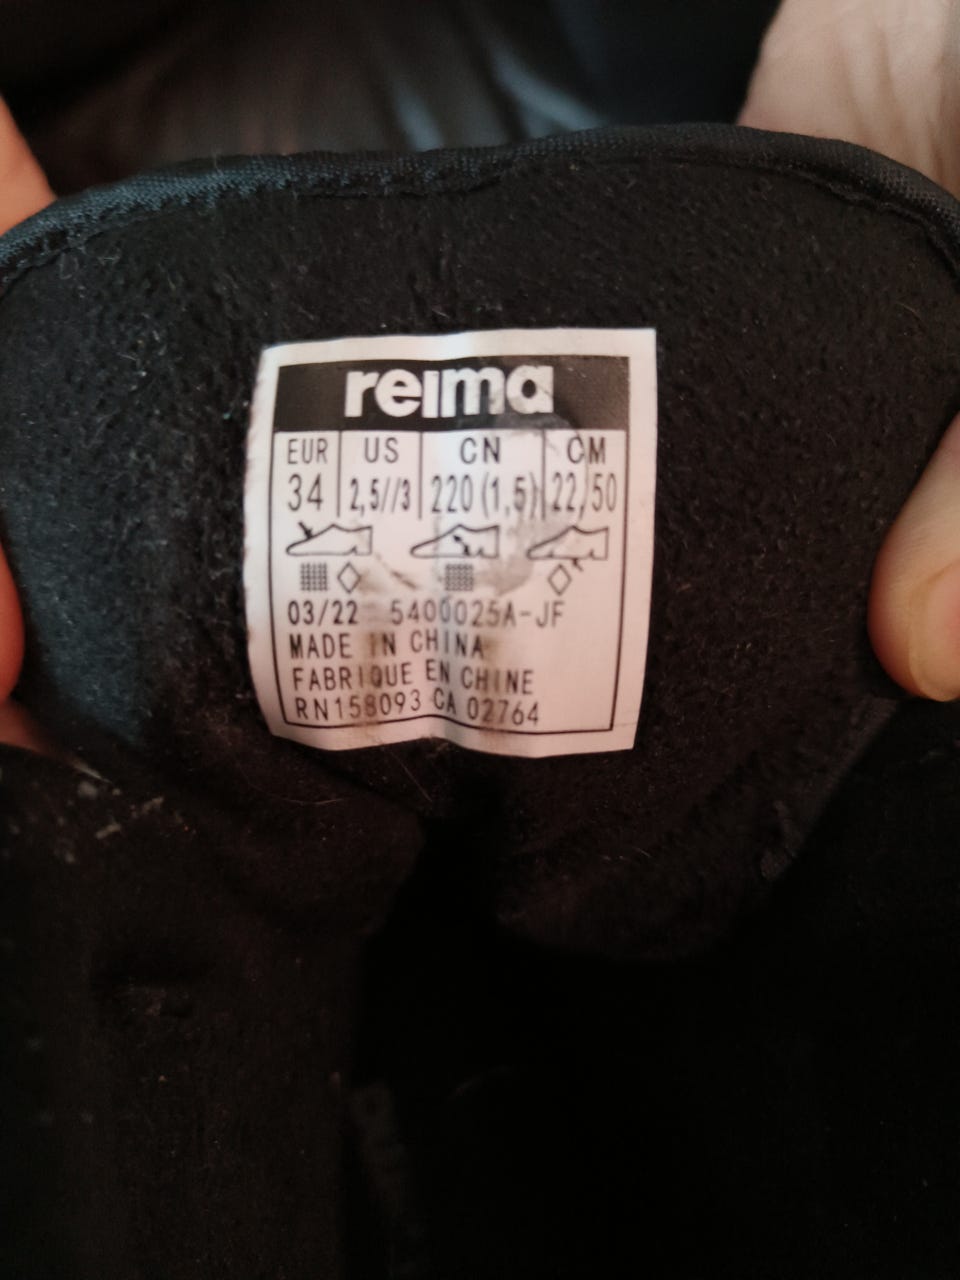 reima
EUR US CN CM
34 2,5//3 220 (1,5) 22,50
03/22 5400025A-JF
MADE IN CHINA
FABRIQUE EN CHINE
RN158093 CA 02764